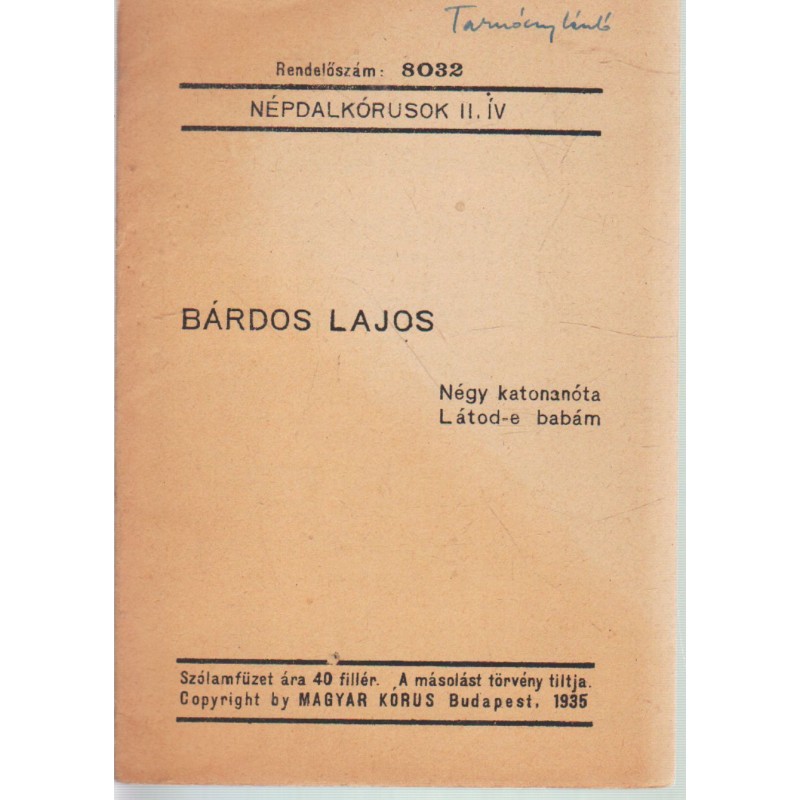 Rendelőszám: 8032
NÉPDALKÓRUSOK II. ÍV
BÁRDOS LAJOS
Négy katonanóta
Látod-e babám
Szólamfüzet ára 40 fillér. A másolást törvény tiltja.
Copyright by MAGYAR KÓRUS Budapest, 1935